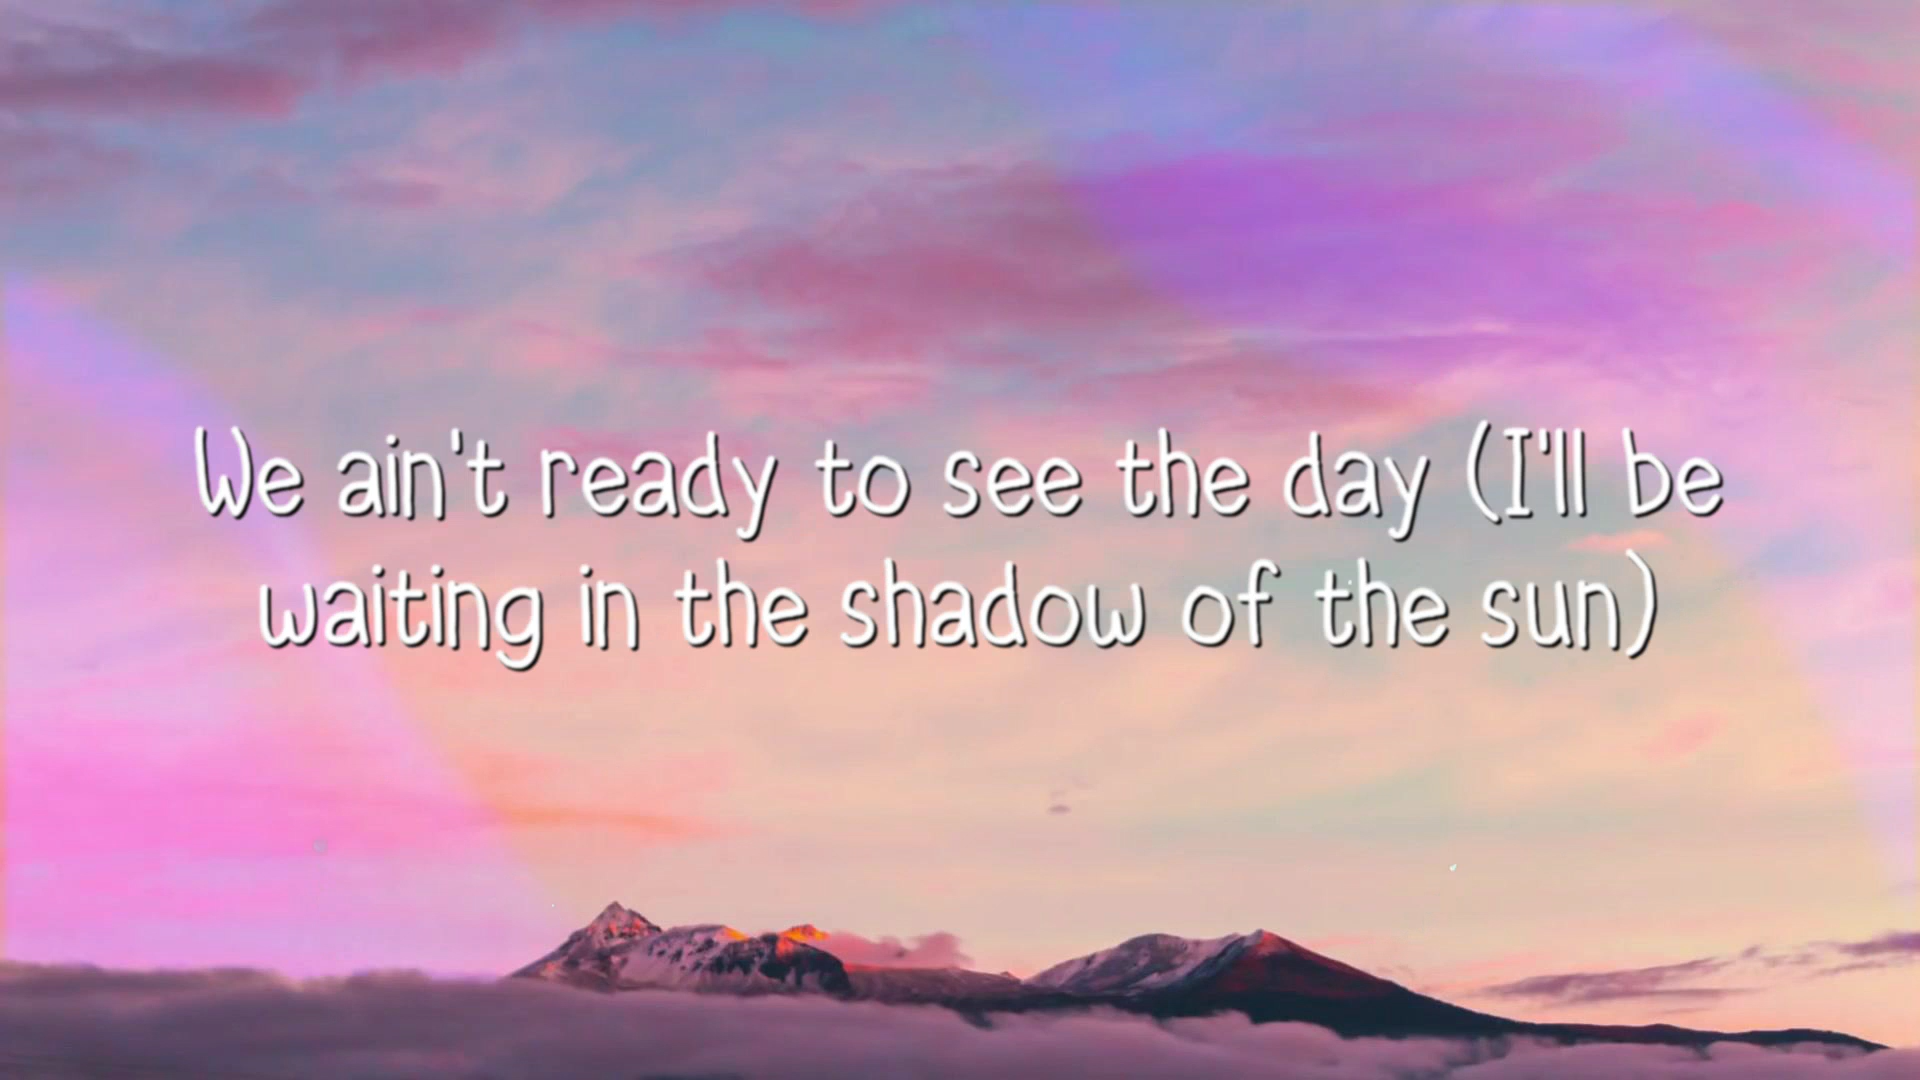 We ain't ready to see the day (I'll be
waiting in the shadow of the sun)